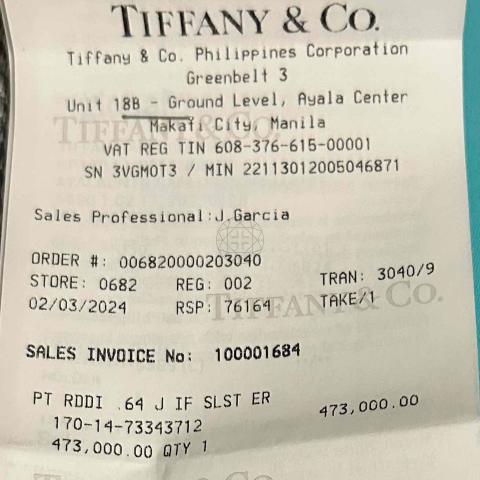 TIFFANY & CO.
Tiffany & Co. Philippines Corporation
Greenbelt 3
Unit 18B - Ground Level, Ayala Center
Makati City, Manila
VAT REG TIN 608-376-615-00001
SN 3VGM0T3 / MIN 22113012005046871
Sales Professional:J.Garcia
ORDER #: 006820000203040
STORE: 0682 REG: 002 TRAN: 3040/9
02/03/2024 RSP: 76164 TAKE/1
SALES INVOICE No: 100001684
PT RDDI .64 J IF SLST ER 473,000.00
170-14-73343712
473,000.00 QTY 1